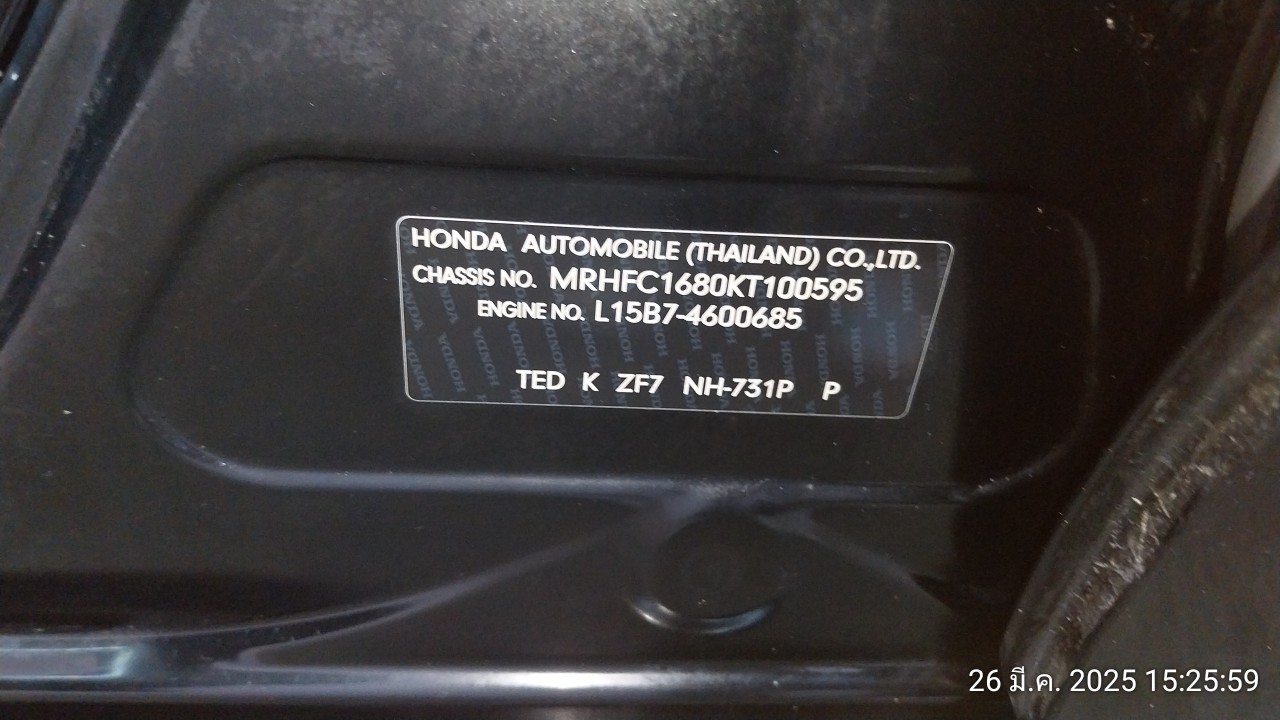 HONDA AUTOMOBILE (THAILAND) CO.,LTD.
CHASSIS NO. MRHFC1680KT100595
ENGINE NO. L15B7-4600685
TED K ZF7 NH-731P P
26 มี.ค. 2025 15:25:59